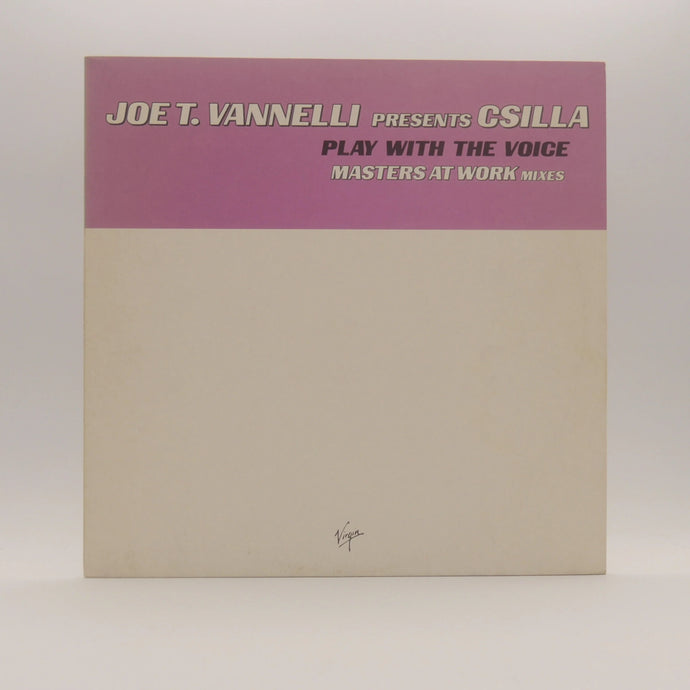 JOE T. VANNELLI PRESENTS CSILLA
PLAY WITH THE VOICE
MASTERS AT WORK MIXES
Virgin